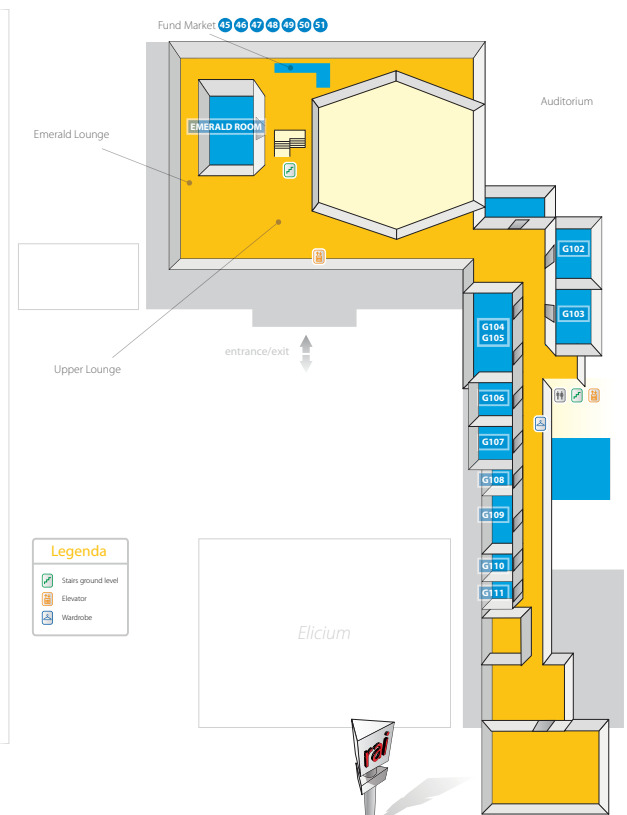 Fund Market 45 46 47 48 49 50 51
Auditorium
EMERALD ROOM
Emerald Lounge
G102
G103
G104
G105
entrance/exit
Upper Lounge
G106
G107
G108
G109
Legenda
Stairs ground level
Elevator
Wardrobe
G110
G111
Elicium
rai